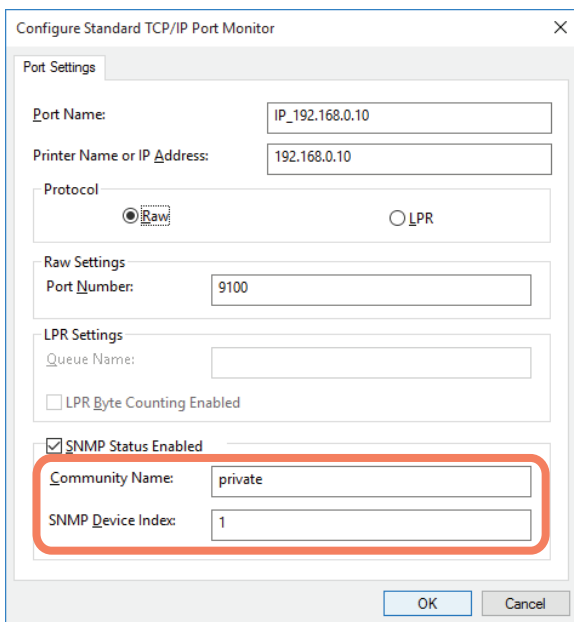 Configure Standard TCP/IP Port Monitor
Port Settings
Port Name: IP_192.168.0.10
Printer Name or IP Address: 192.168.0.10
Protocol
Raw LPR
Raw Settings
Port Number: 9100
LPR Settings
Queue Name:
LPR Byte Counting Enabled
SNMP Status Enabled
Community Name: private
SNMP Device Index: 1
OK Cancel